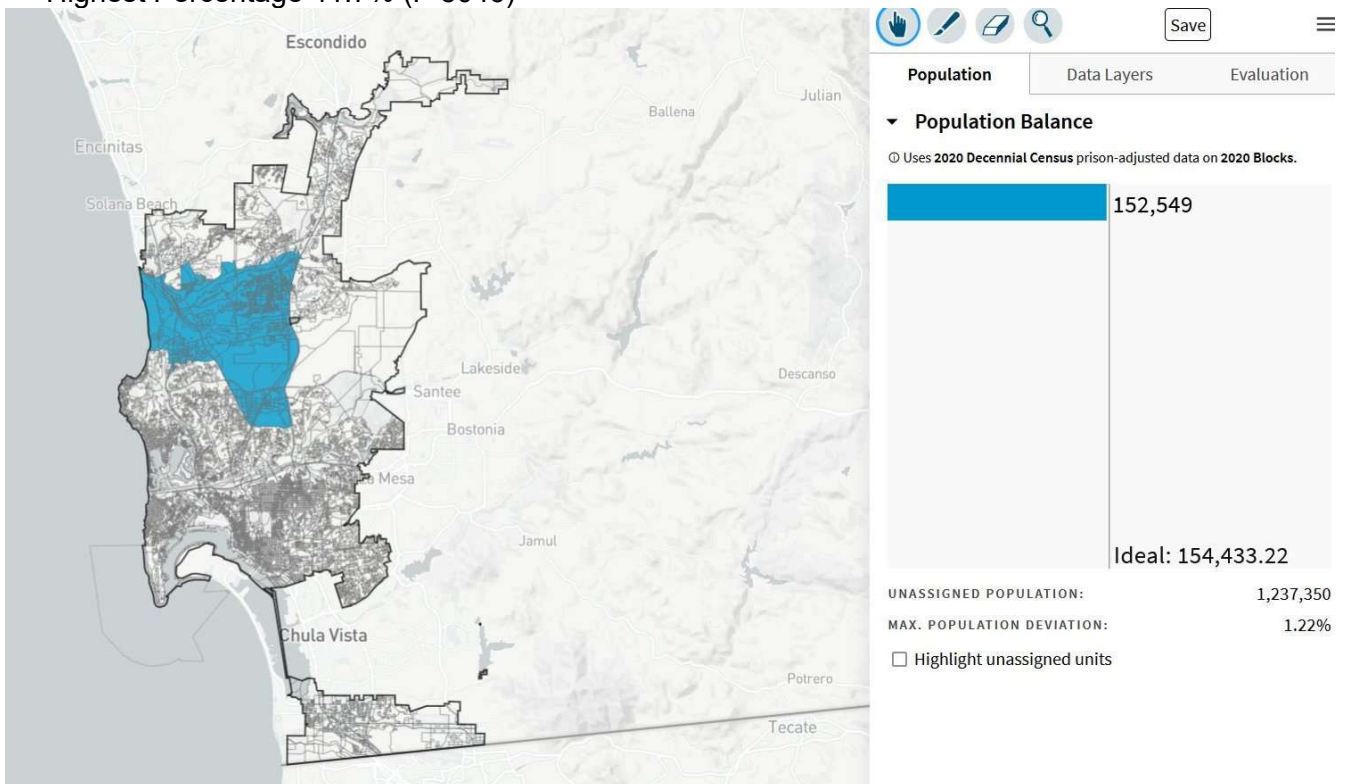 Escondido
Julian
Ballena
Encinitas
Solana Beach
Lakeside
Descanso
Santee
Bostonia
Mesa
Jamul
Chula Vista
Potrero
Tecate
Save
Population
Data Layers
Evaluation
Population Balance
Uses 2020 Decennial Census prison-adjusted data on 2020 Blocks.
152,549
Ideal: 154,433.22
UNASSIGNED POPULATION: 1,237,350
MAX. POPULATION DEVIATION: 1.22%
Highlight unassigned units